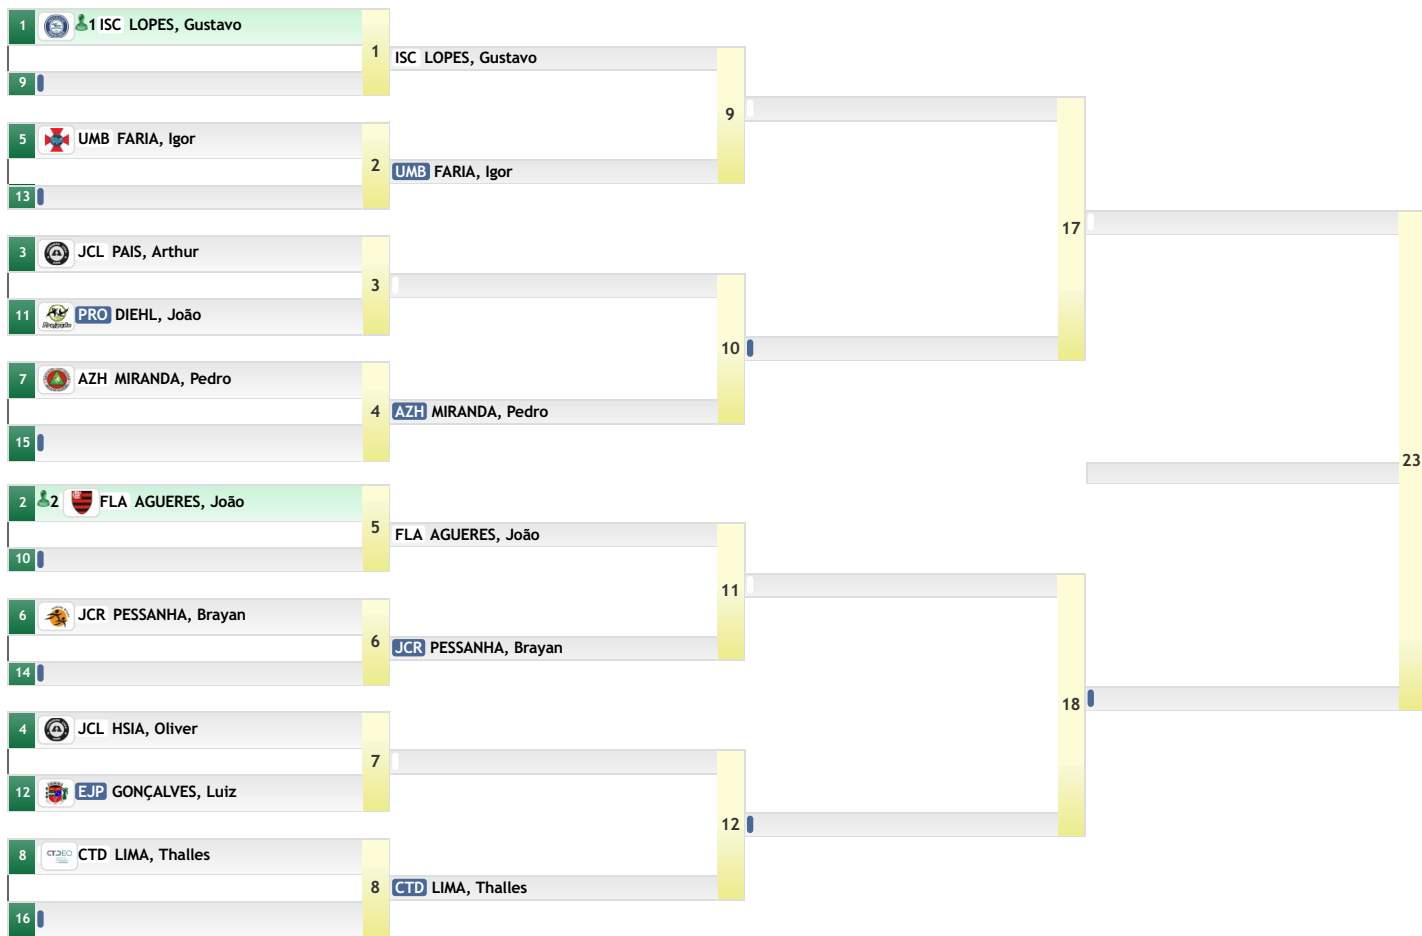 1 1 ISC LOPES, Gustavo
1
ISC LOPES, Gustavo
9
5 UMB FARIA, Igor
2
UMB FARIA, Igor
13
9
3 JCL PAIS, Arthur
3
11 PRO DIEHL, João
7 AZH MIRANDA, Pedro
4
AZH MIRANDA, Pedro
15
10
17
2 2 FLA AGUERES, João
5
FLA AGUERES, João
10
6 JCR PESSANHA, Brayan
6
JCR PESSANHA, Brayan
14
11
4 JCL HSIA, Oliver
7
12 EJP GONÇALVES, Luiz
8 CTD LIMA, Thalles
8
CTD LIMA, Thalles
16
12
18
23